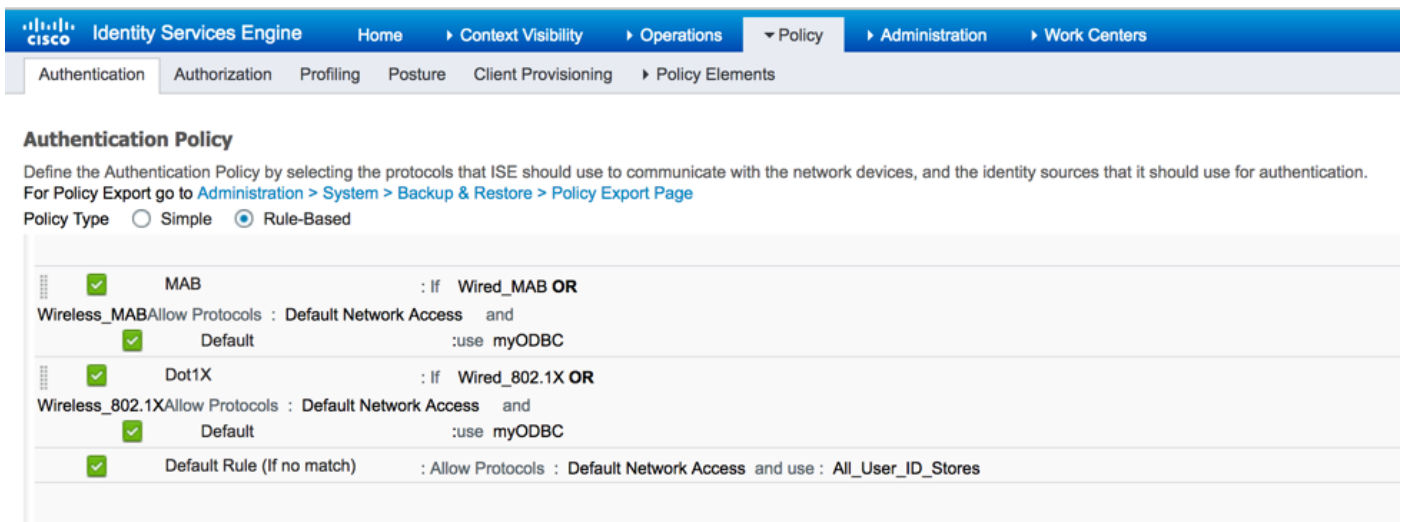 CISCO Identity Services Engine Home Context Visibility Operations Policy Administration Work Centers
Authentication Authorization Profiling Posture Client Provisioning Policy Elements
Authentication Policy
Define the Authentication Policy by selecting the protocols that ISE should use to communicate with the network devices, and the identity sources that it should use for authentication.
For Policy Export go to Administration > System > Backup & Restore > Policy Export Page
Policy Type Simple Rule-Based
MAB : If Wired_MAB OR
Wireless_MABAllow Protocols : Default Network Access and
Default :use myODBC
Dot1X : If Wired_802.1X OR
Wireless_802.1XAllow Protocols : Default Network Access and
Default :use myODBC
Default Rule (If no match) : Allow Protocols : Default Network Access and use : All_User_ID_Stores